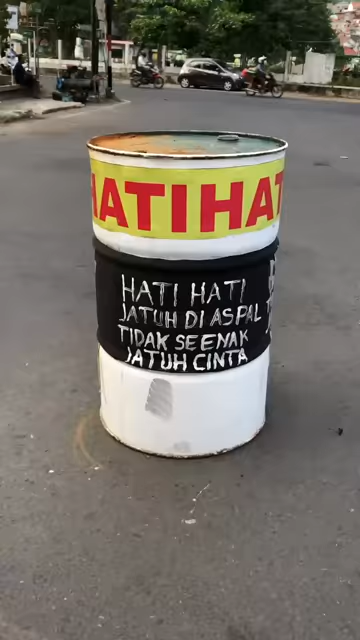 HATIHAT
HATI HATI
JATUH DI ASPAL
TIDAK SEENAK
JATUH CINTA